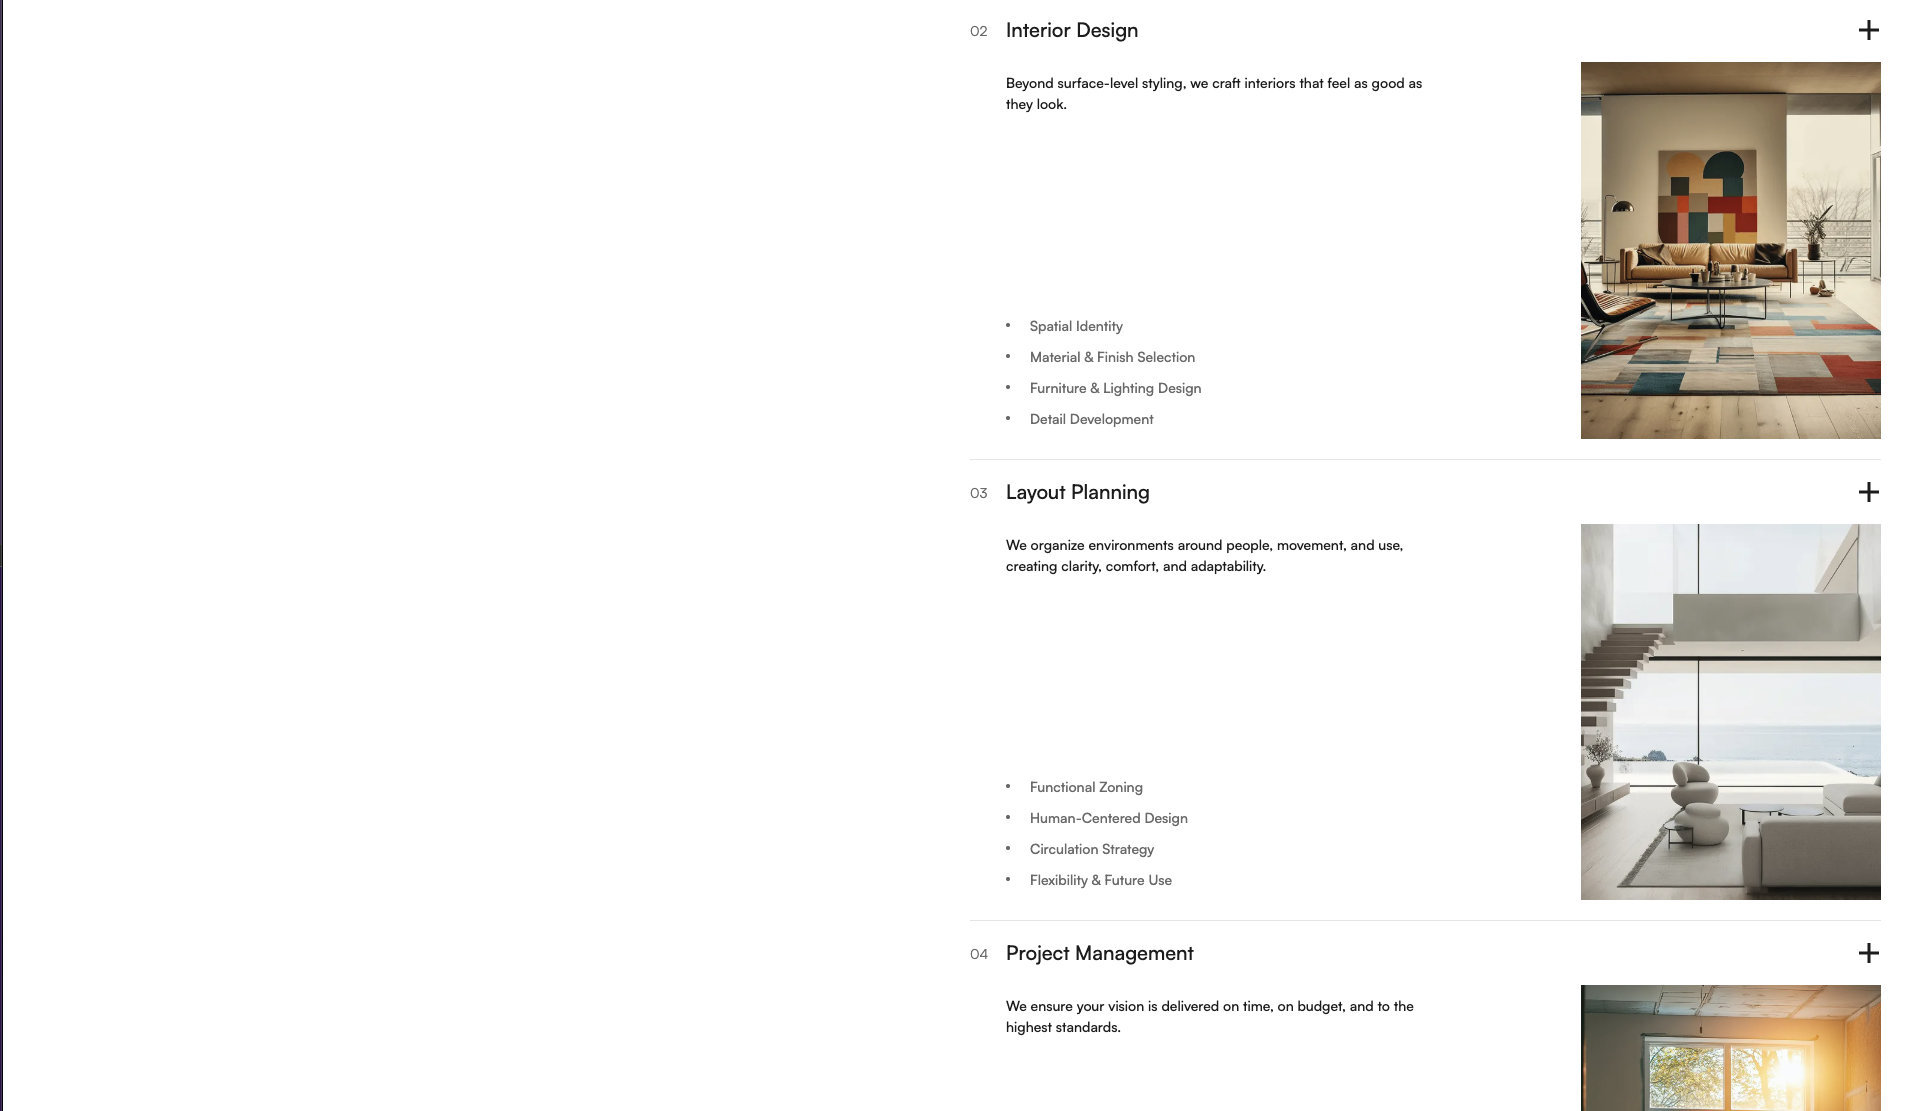 02 Interior Design
Beyond surface-level styling, we craft interiors that feel as good as
they look.
• Spatial Identity
• Material & Finish Selection
• Furniture & Lighting Design
• Detail Development
03 Layout Planning
We organize environments around people, movement, and use,
creating clarity, comfort, and adaptability.
• Functional Zoning
• Human-Centered Design
• Circulation Strategy
• Flexibility & Future Use
04 Project Management
We ensure your vision is delivered on time, on budget, and to the
highest standards.